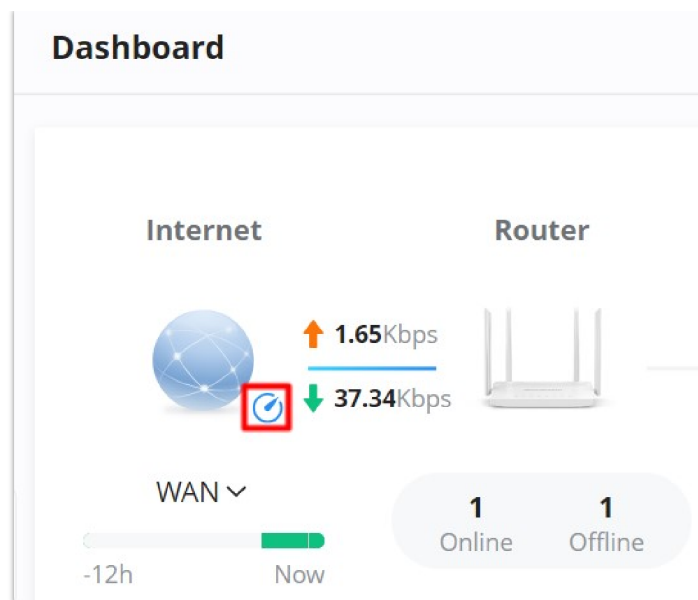 Dashboard
Internet
Router
1.65Kbps
37.34Kbps
WAN
1
1
Online
Offline
-12h
Now